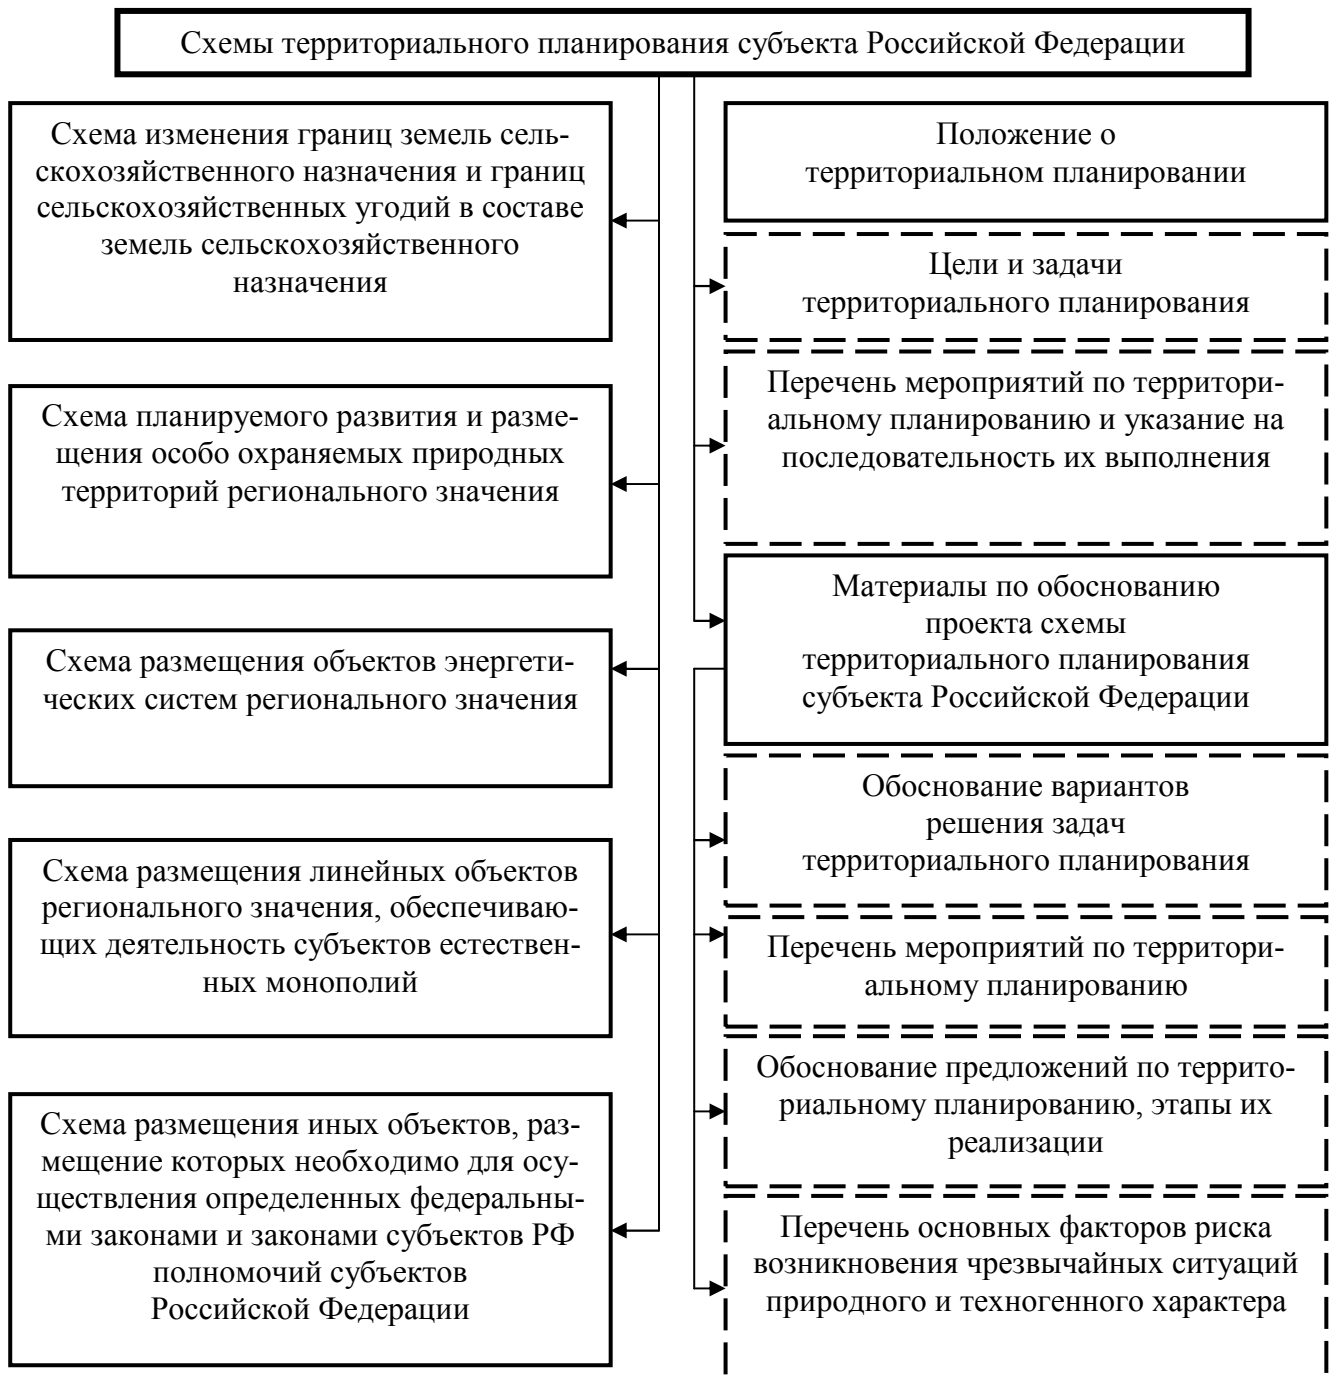 Схемы территориального планирования субъекта Российской Федерации
Схема изменения границ земель сель-
скохозяйственного назначения и границ
сельскохозяйственных угодий в составе
земель сельскохозяйственного
назначения
Схема планируемого развития и разме-
щения особо охраняемых природных
территорий регионального значения
Схема размещения объектов энергети-
ческих систем регионального значения
Схема размещения линейных объектов
регионального значения, обеспечиваю-
щих деятельность субъектов естествен-
ных монополий
Схема размещения иных объектов, раз-
мещение которых необходимо для осу-
ществления определенных федеральны-
ми законами и законами субъектов РФ
полномочий субъектов
Российской Федерации
Положение о
территориальном планировании
Цели и задачи
территориального планирования
Перечень мероприятий по территори-
альному планированию и указание на
последовательность их выполнения
Материалы по обоснованию
проекта схемы
территориального планирования
субъекта Российской Федерации
Обоснование вариантов
решения задач
территориального планирования
Перечень мероприятий по территори-
альному планированию
Обоснование предложений по террито-
риальному планированию, этапы их
реализации
Перечень основных факторов риска
возникновения чрезвычайных ситуаций
природного и техногенного характера